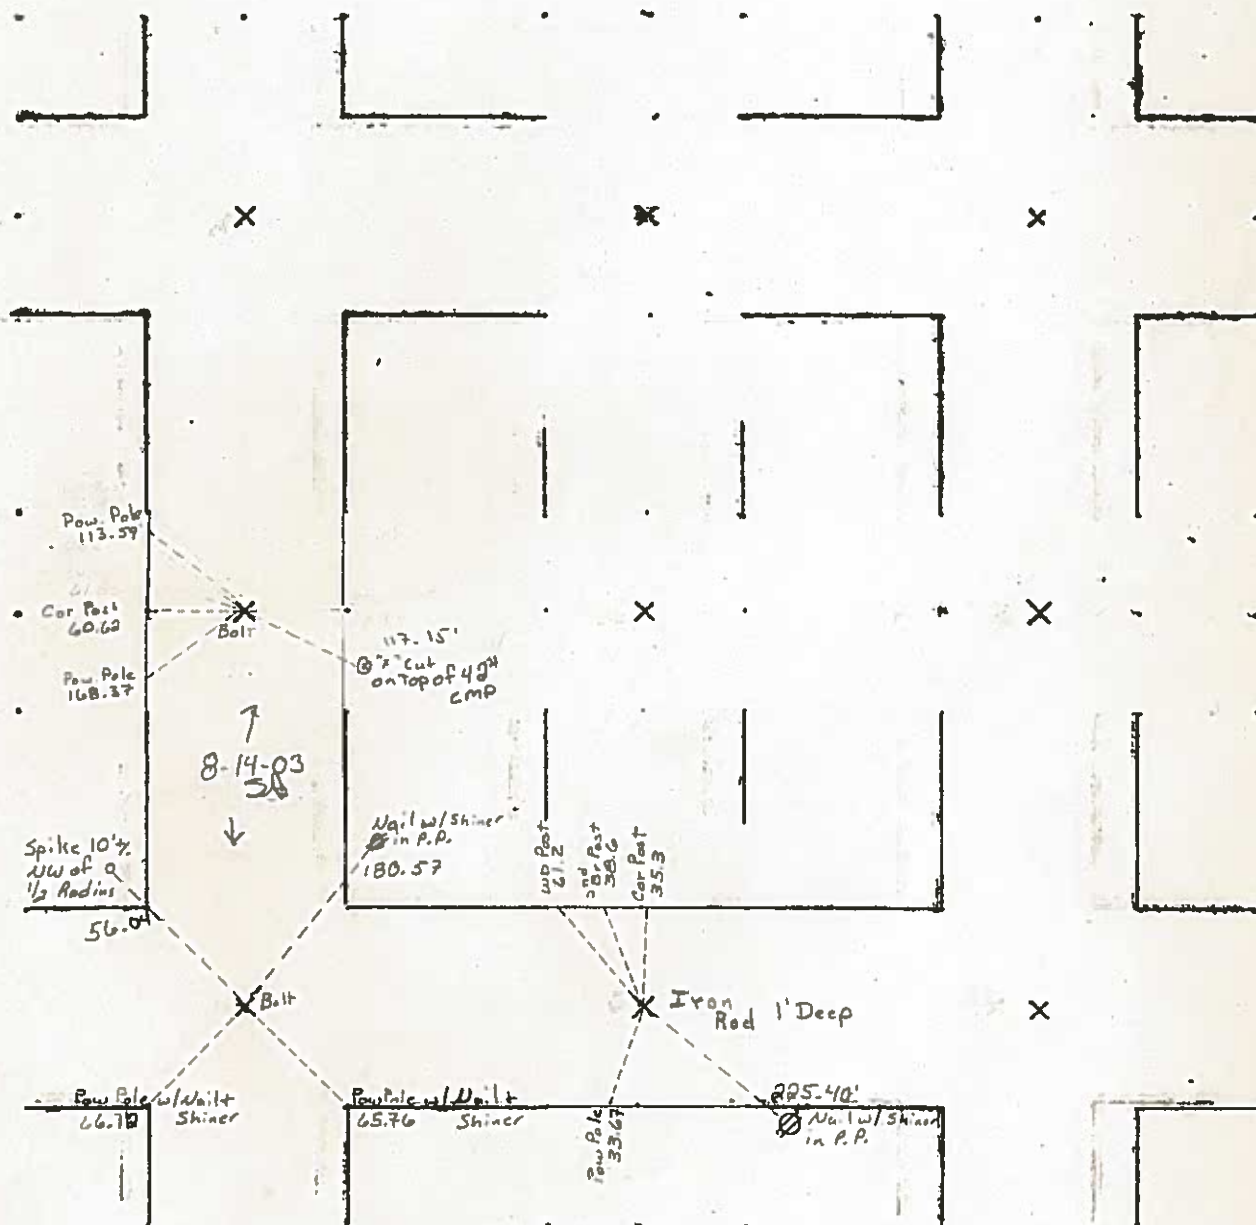 Pow. Pole
113.59
Cor Post
60.62
Bolt
Pow. Pole
168.37
117.15'
"X" Cut
on Top of 42"
CMP
8-14-03
Nail w/ Shiner
in P.P.
180.57
Spike 10'±
NW of
1/2 Radius
56.04
WD Post
61.2
2nd
Br Post
38.6
Cor Post
35.3
Bolt
Iron
Rod 1' Deep
Pow Pole w/ Nail +
Shiner
66.72
Pow Pole w/ Nail +
65.76 Shiner
Pow Pole
33.67
225.40'
Nail w/ Shiner
in P.P.